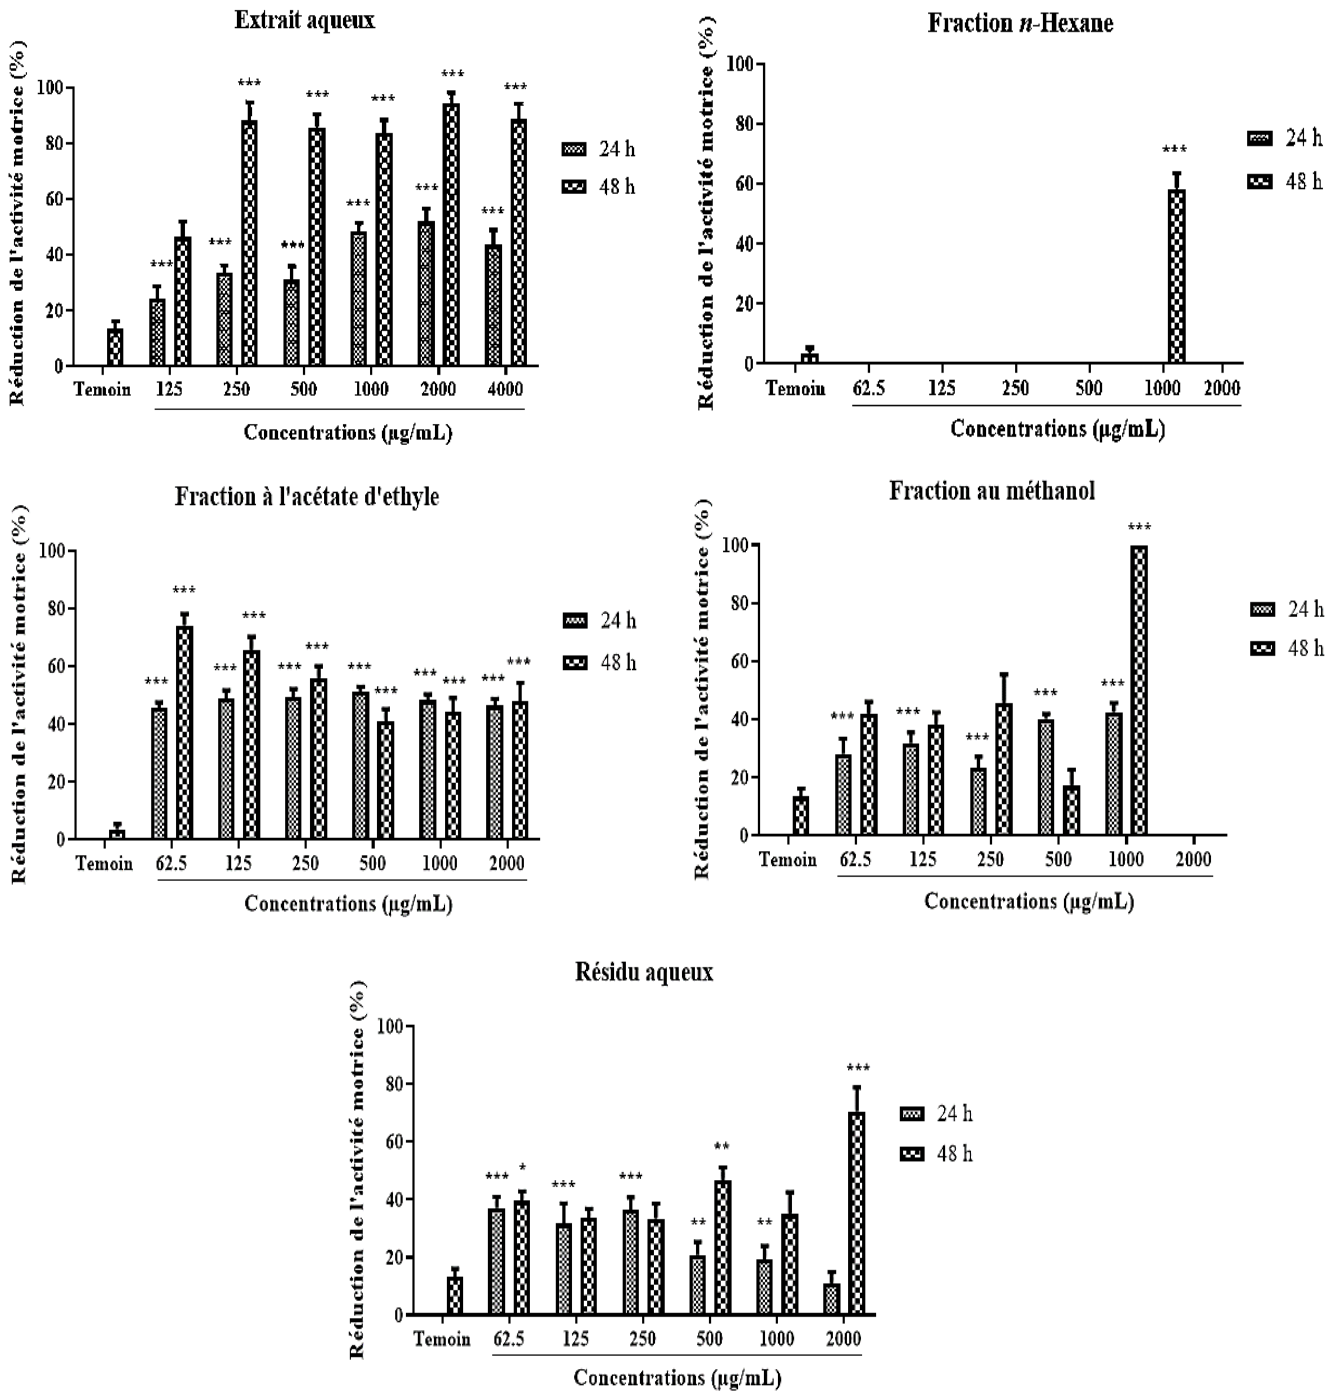 Extrait aqueux
Réduction de l'activité motrice (%)
100
80
60
40
20
0
***
***
***
***
***
***
***
***
***
***
***
24 h
48 h
Temoin 125 250 500 1000 2000 4000
Concentrations (µg/mL)
Fraction n-Hexane
Réduction de l'activité motrice (%)
100
80
60
40
20
0
***
24 h
48 h
Temoin 62.5 125 250 500 1000 2000
Concentrations (µg/mL)
Fraction à l'acétate d'ethyle
Réduction de l'activité motrice (%)
100
80
60
40
20
0
***
***
***
***
***
***
***
***
***
***
***
***
24 h
48 h
Temoin 62.5 125 250 500 1000 2000
Concentrations (µg/mL)
Fraction au méthanol
Réduction de l'activité motrice (%)
100
80
60
40
20
0
***
***
***
***
***
***
24 h
48 h
Temoin 62.5 125 250 500 1000 2000
Concentrations (µg/mL)
Résidu aqueux
Réduction de l'activité motrice (%)
100
80
60
40
20
0
***
*
***
***
**
**
**
***
24 h
48 h
Temoin 62.5 125 250 500 1000 2000
Concentrations (µg/mL)